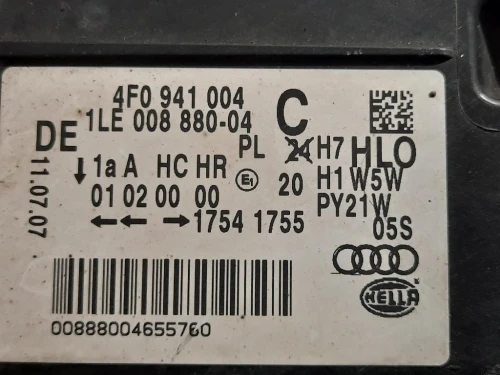 4F0 941 004 C
1LE 008 880-04
DE
11.07.07
PL 24 H7 HLO
1a A HC HR E1 20 H1 W5W
01 02 00 00 PY21W
1754 1755 05S
HELLA
00888004655760